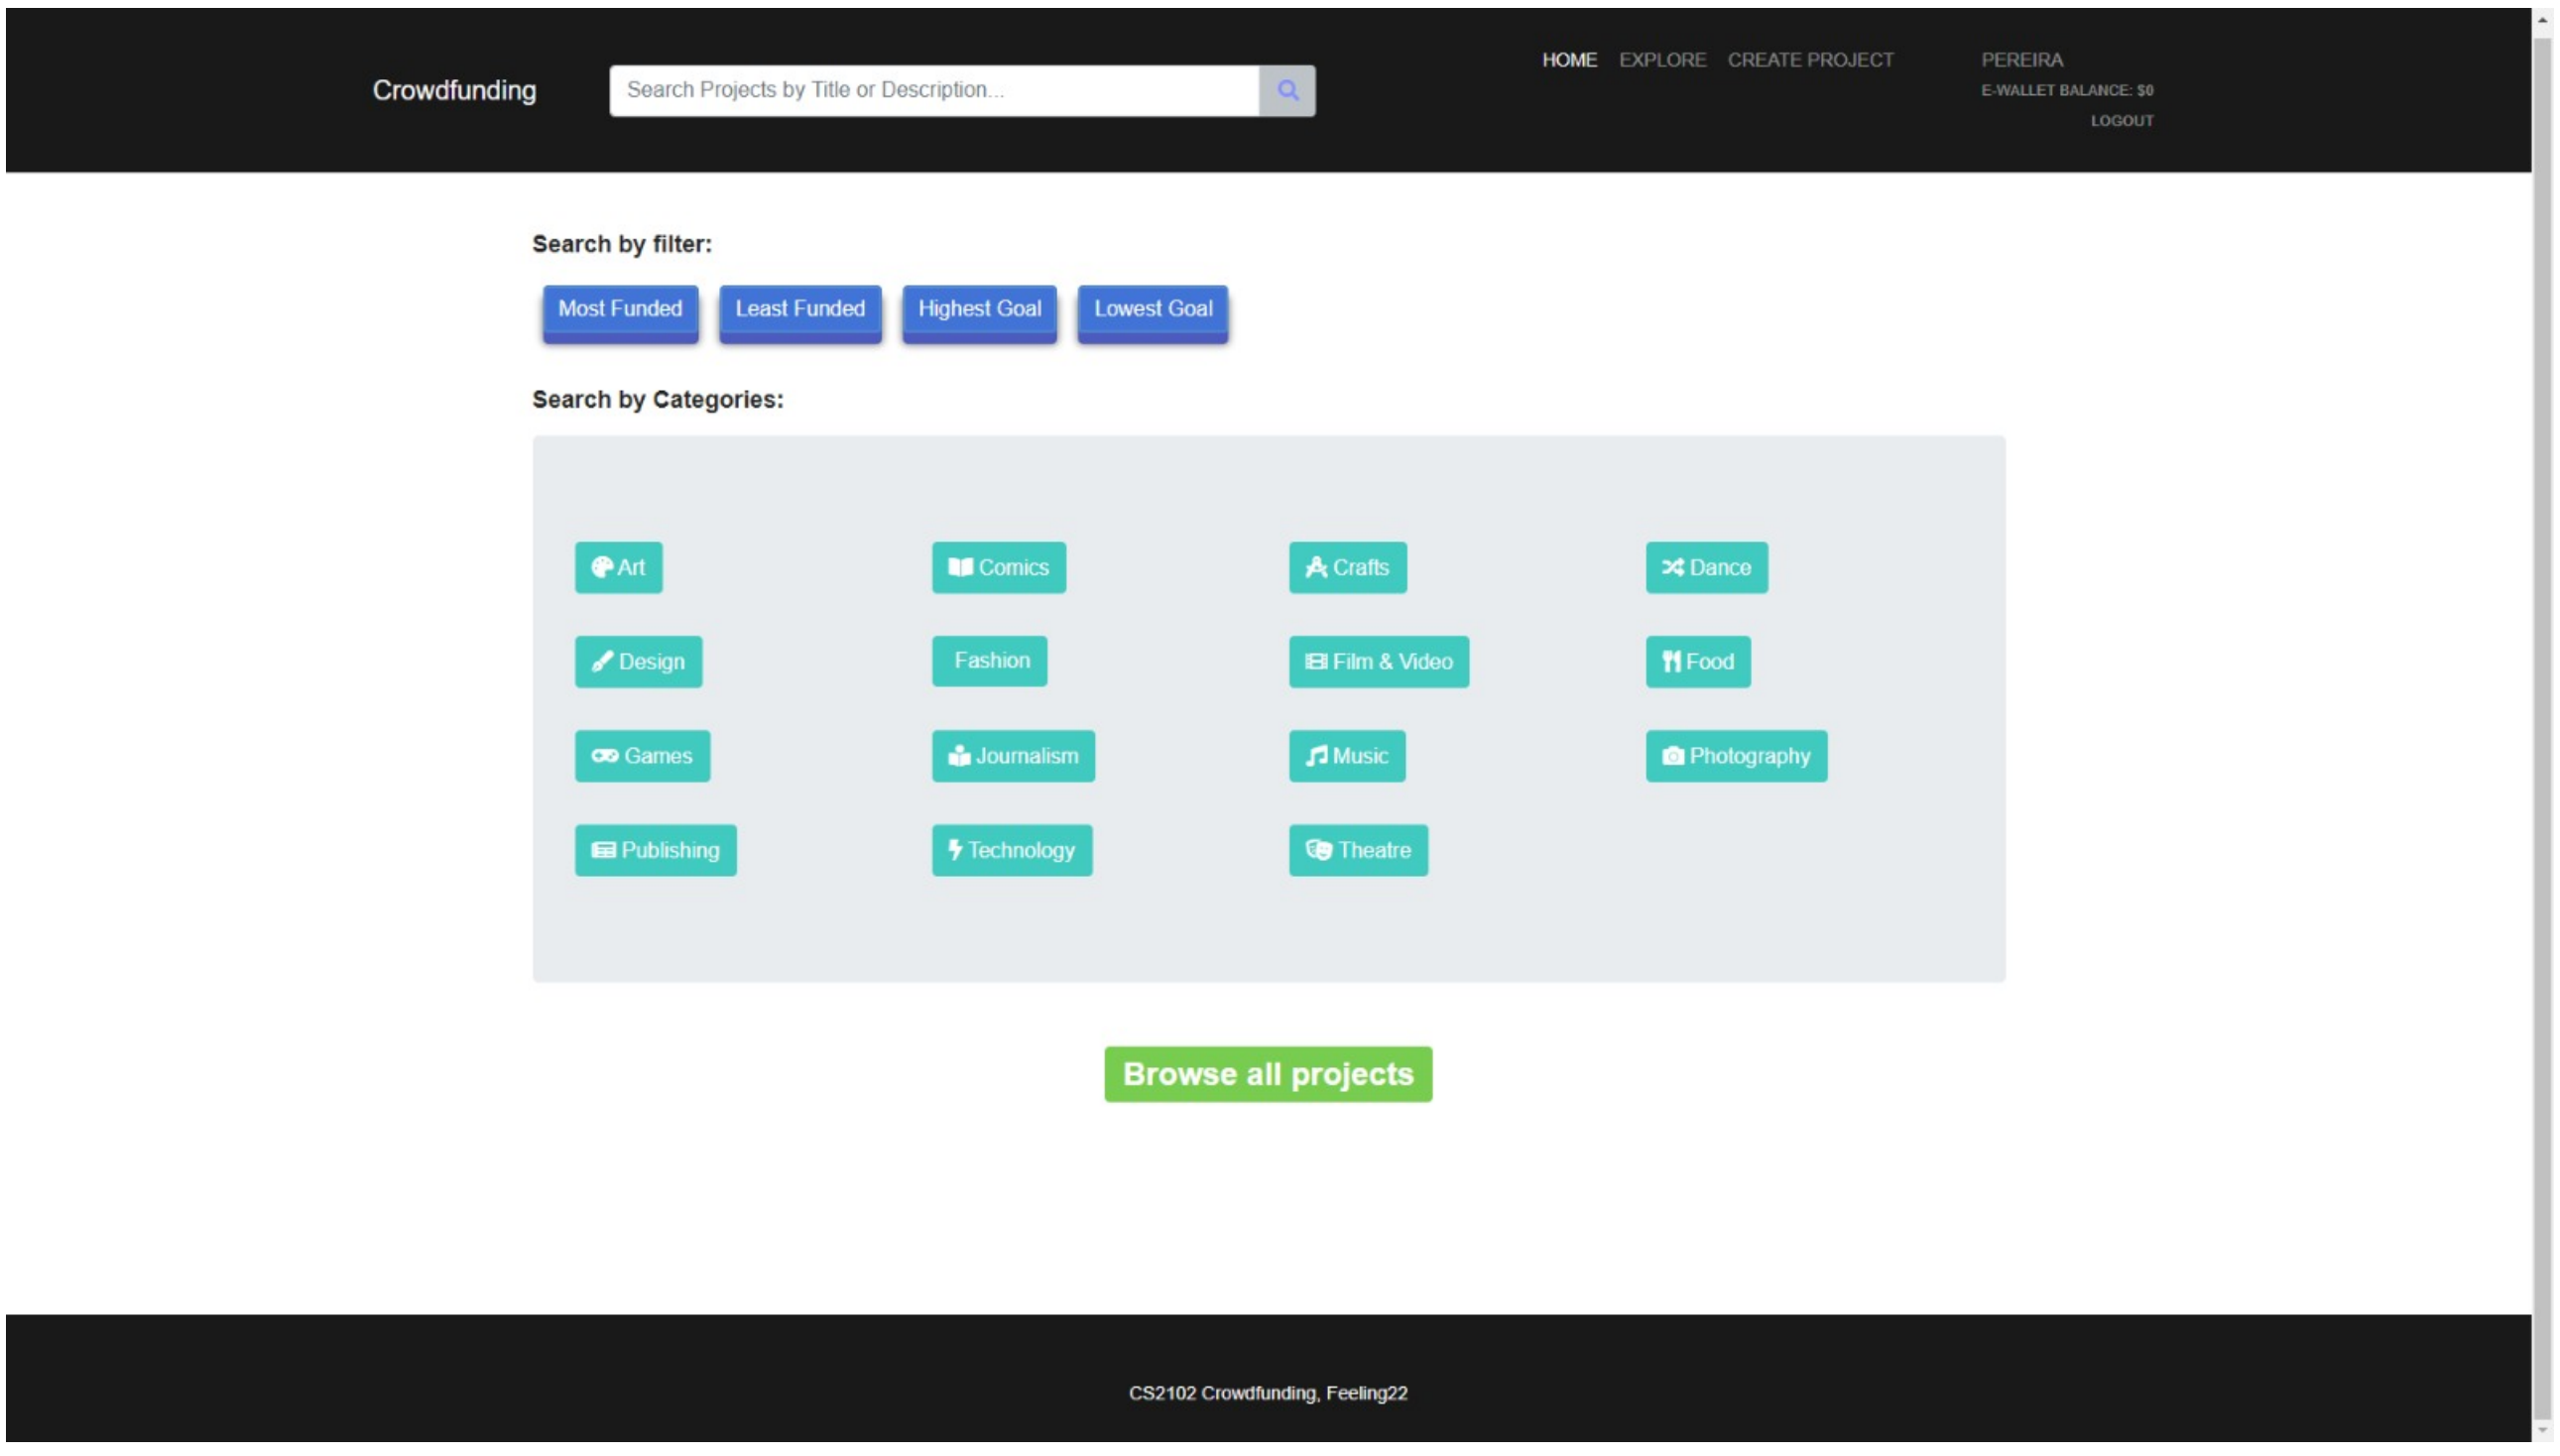 HOME EXPLORE CREATE PROJECT PEREIRA
Crowdfunding Search Projects by Title or Description... E-WALLET BALANCE: $0
LOGOUT
Search by filter:
Most Funded Least Funded Highest Goal Lowest Goal
Search by Categories:
Art Comics Crafts Dance
Design Fashion Film & Video Food
Games Journalism Music Photography
Publishing Technology Theatre
Browse all projects
CS2102 Crowdfunding, Feeling22